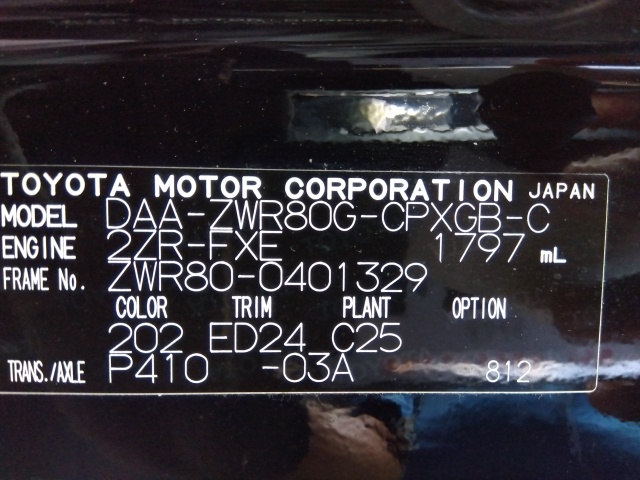 TOYOTA MOTOR CORPORATION JAPAN
MODEL DAA-ZWR80G-CPXGB-C
ENGINE 2ZR-FXE 1797 mL
FRAME No. ZWR80-0401329
COLOR TRIM PLANT OPTION
202 ED24 C25
TRANS./AXLE P410 -03A 812